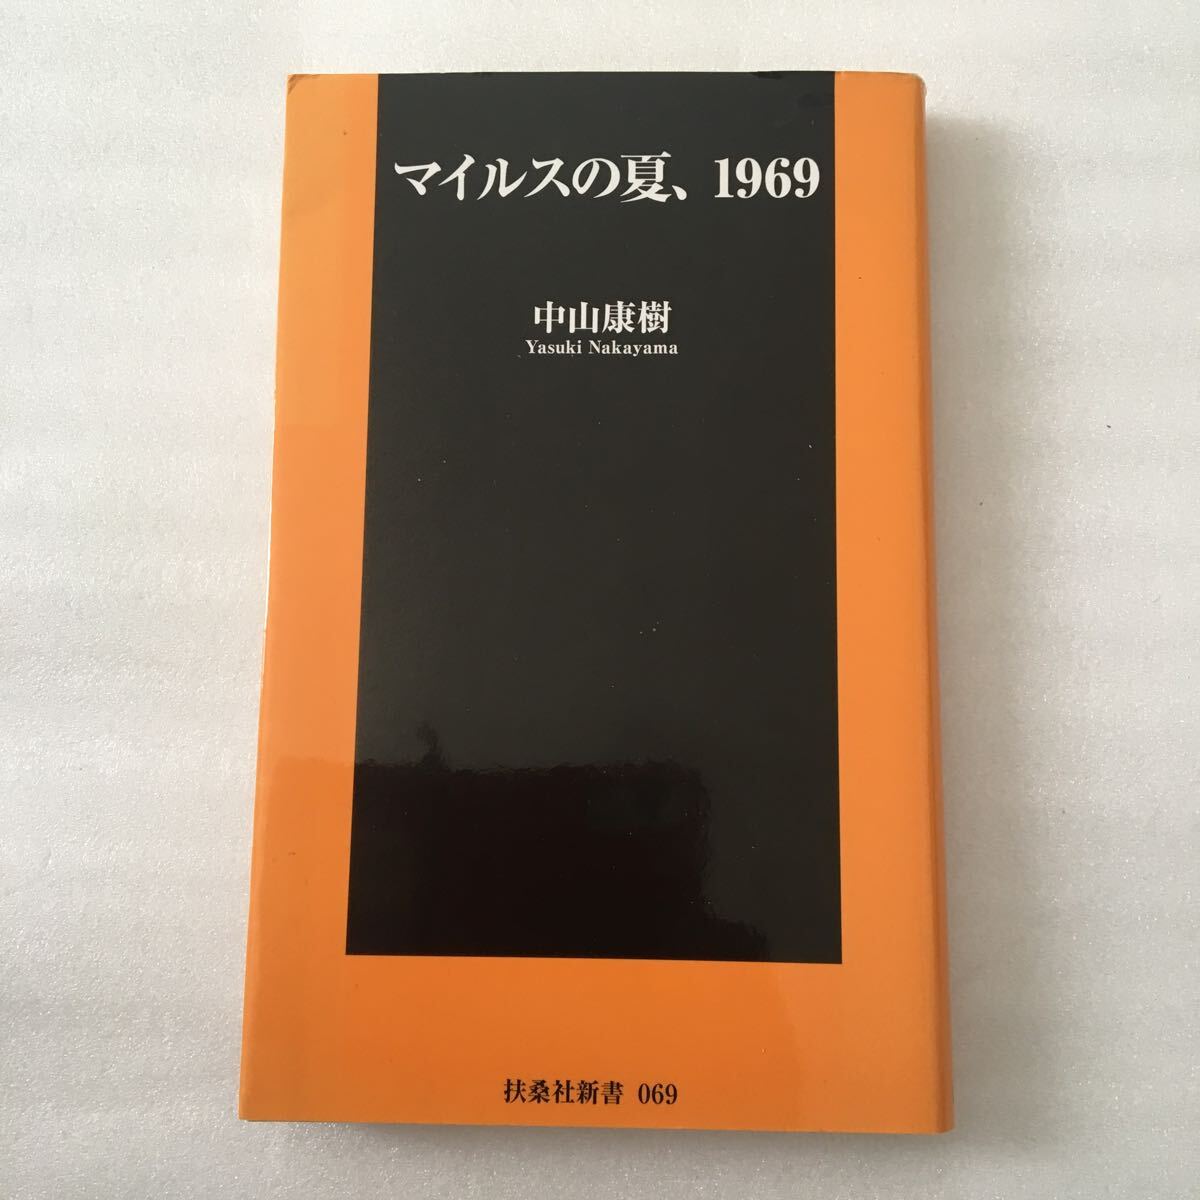 マイルスの夏、1969
中山康樹
Yasuki Nakayama
扶桑社新書 069